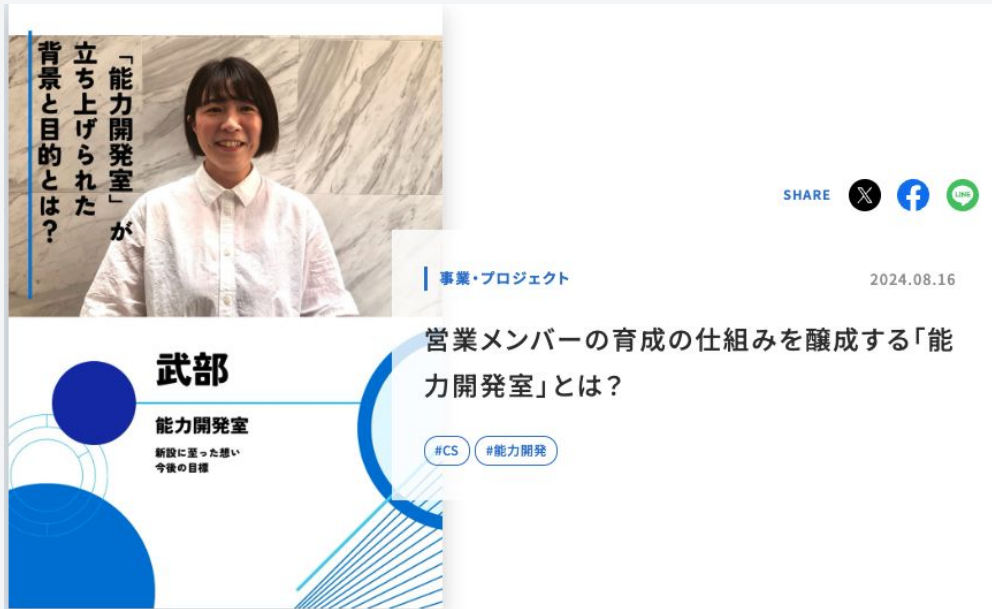 「能力開発室」が
立ち上げられた
背景と目的とは？
武部
能力開発室
新設に至った想い
今後の目標
SHARE
LINE
事業・プロジェクト
2024.08.16
営業メンバーの育成の仕組みを醸成する「能
力開発室」とは？
#CS
#能力開発